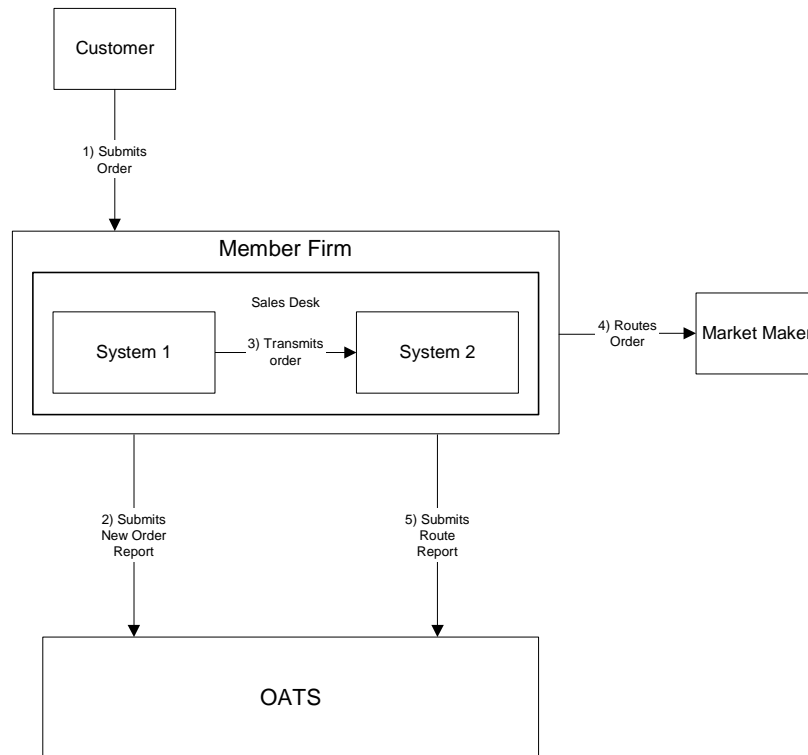 Customer
1) Submits
Order
Member Firm
Sales Desk
System 1
3) Transmits
order
System 2
4) Routes
Order
Market Maker
2) Submits
New Order
Report
5) Submits
Route
Report
OATS